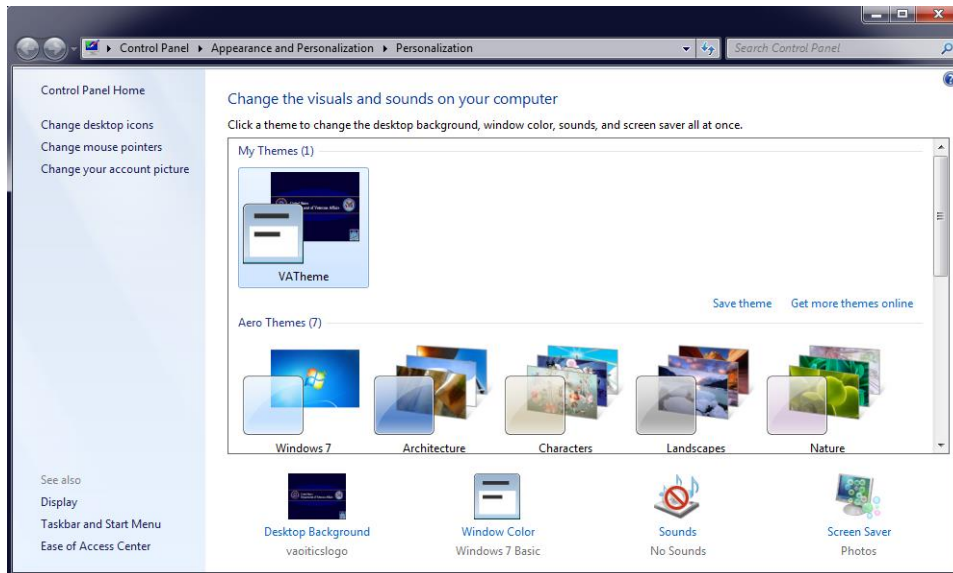 Control Panel ▸ Appearance and Personalization ▸ Personalization
Search Control Panel
Control Panel Home
Change desktop icons
Change mouse pointers
Change your account picture
Change the visuals and sounds on your computer
Click a theme to change the desktop background, window color, sounds, and screen saver all at once.
My Themes (1)
VATheme
Save theme
Get more themes online
Aero Themes (7)
Windows 7
Architecture
Characters
Landscapes
Nature
See also
Display
Taskbar and Start Menu
Ease of Access Center
Desktop Background
vaoiticslogo
Window Color
Windows 7 Basic
Sounds
No Sounds
Screen Saver
Photos